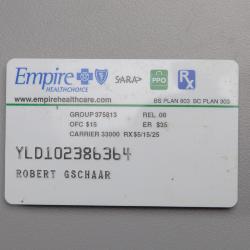 Empire
HEALTHCHOICE
SARA
PPO
Rx
www.empirehealthcare.com
BS PLAN 803 BC PLAN 303
GROUP 375813 REL. 06
OFC $15 ER $35
CARRIER 33000 RX$5/15/25
YLD102386364
ROBERT GSCHAAR